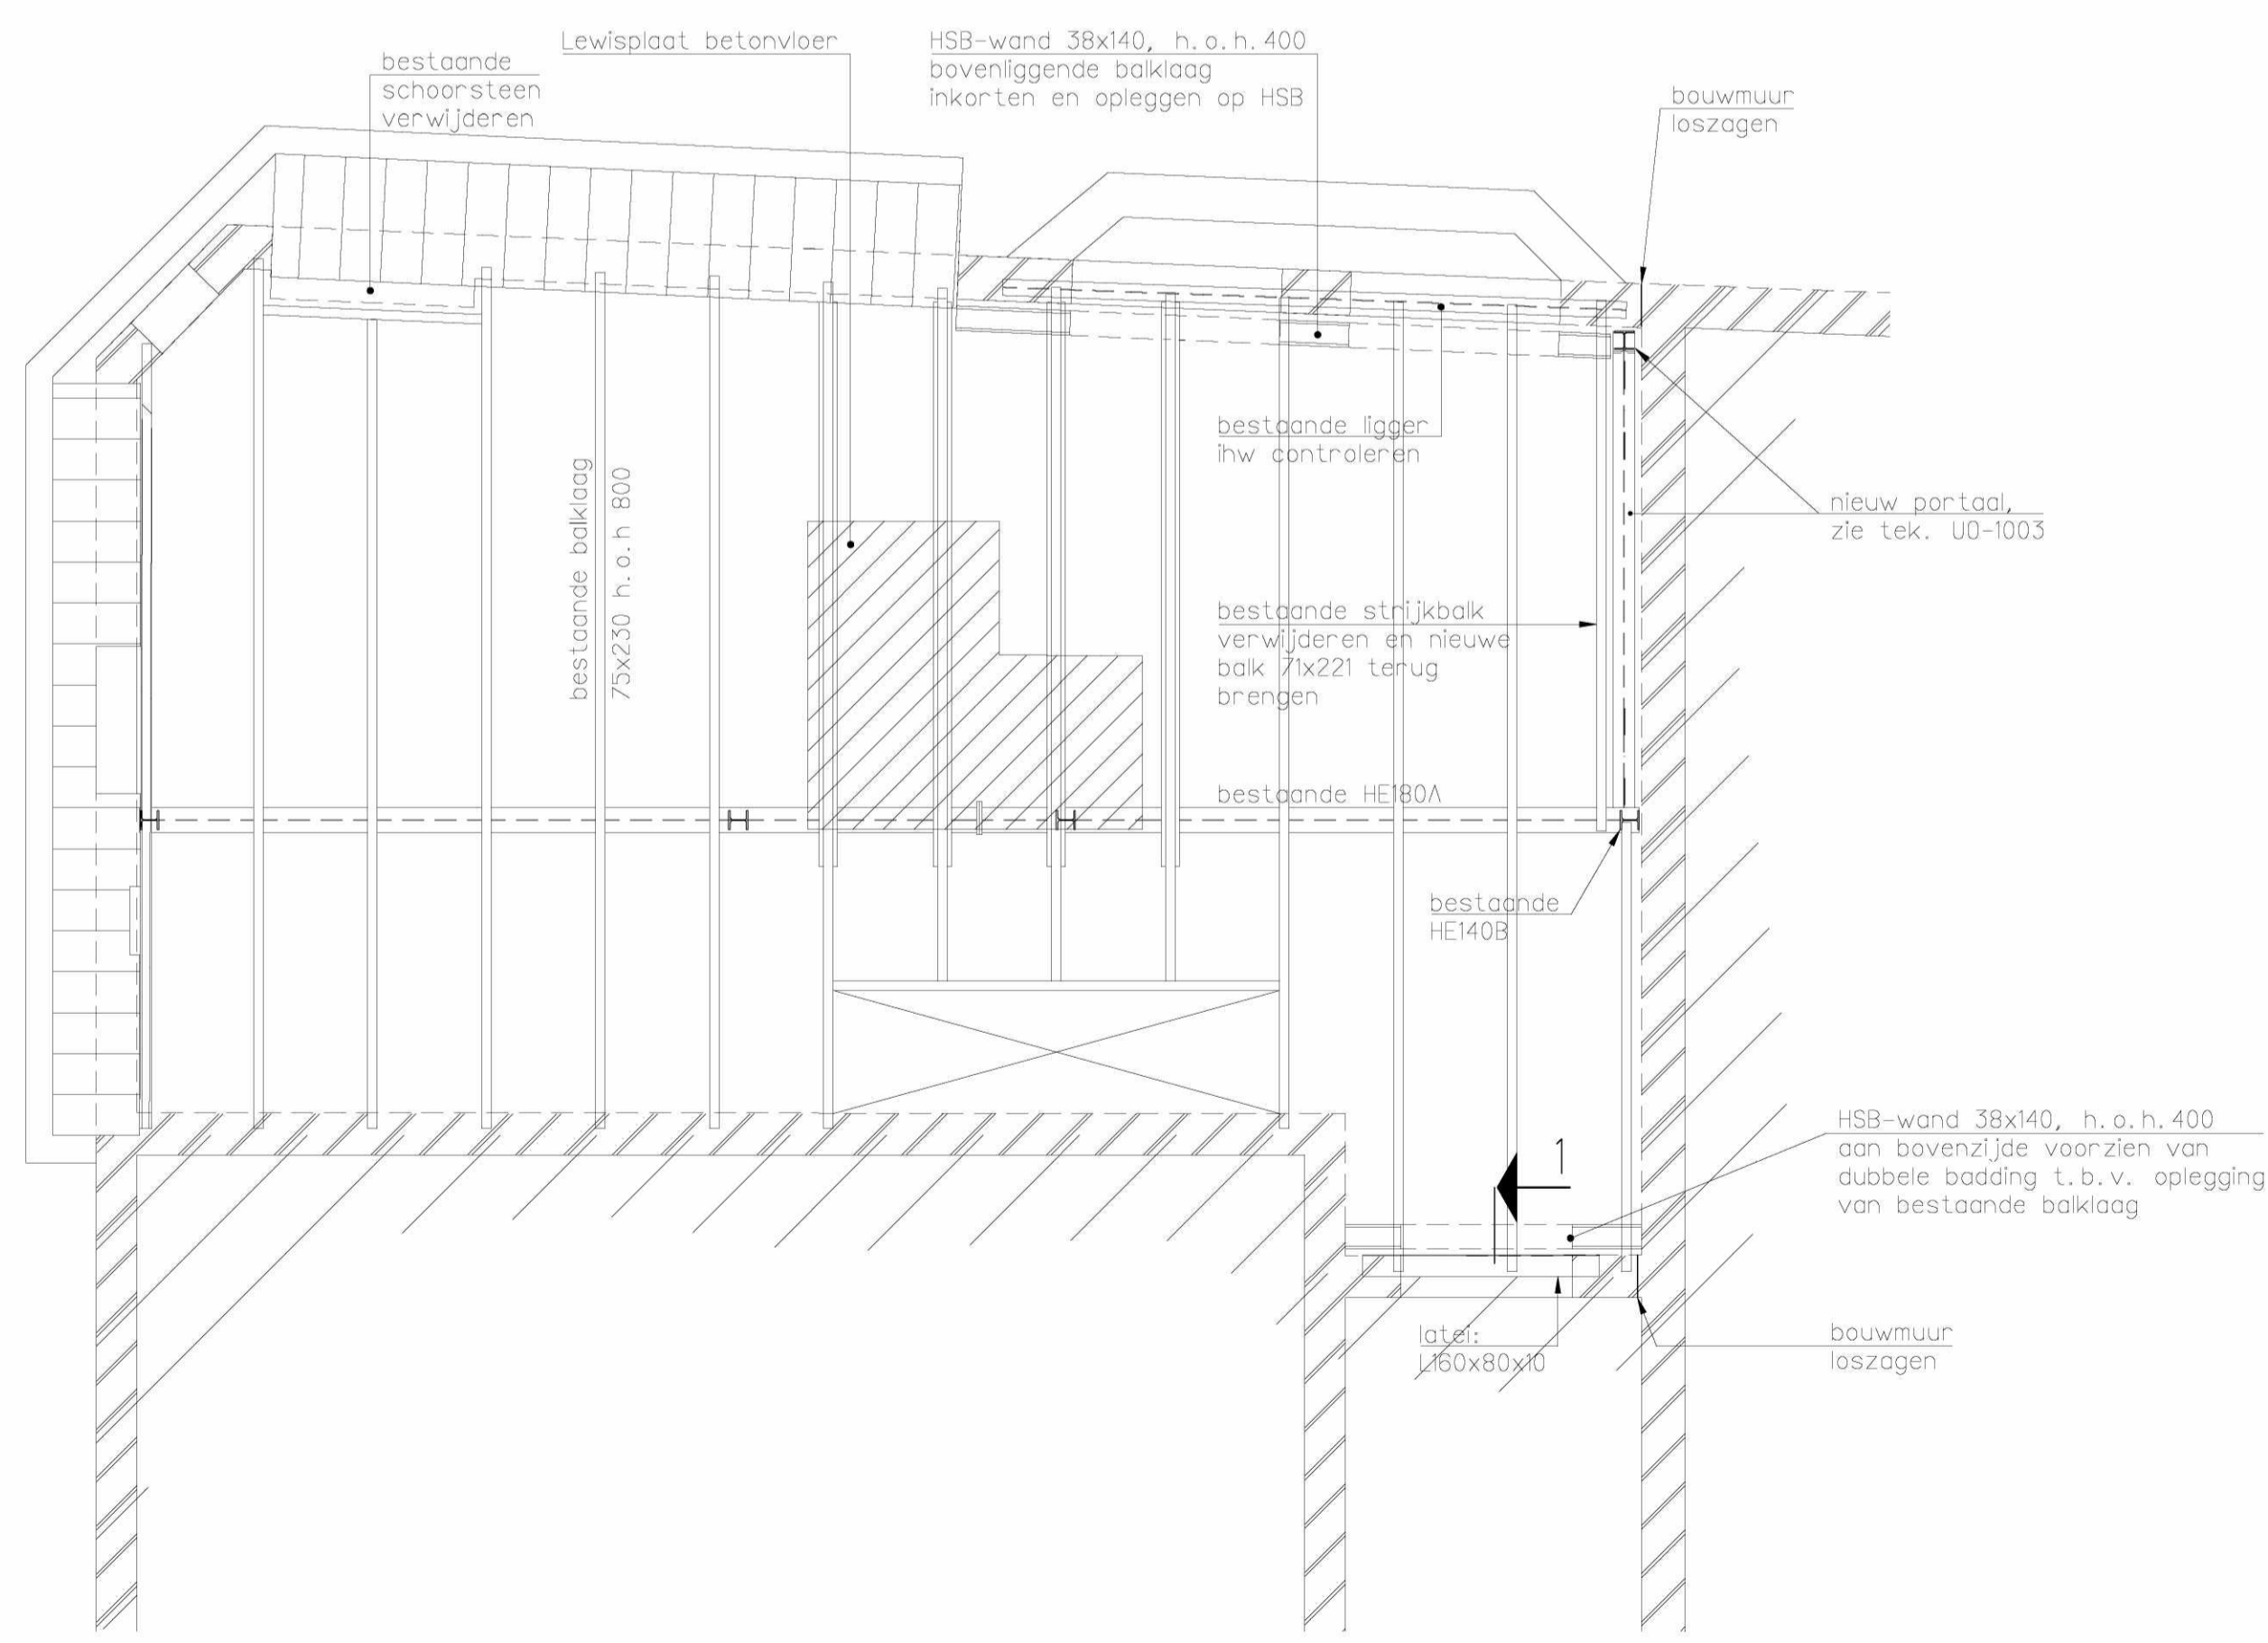 bestaande
schoorsteen
verwijderen
Lewisplaat betonvloer
HSB-wand 38x140, h.o.h.400
bovenliggende balklaag
inkorten en opleggen op HSB
bouwmuur
loszagen
bestaande ligger
ihw controleren
bestaande balklaag
75x230 h.o.h 800
nieuw portaal,
zie tek. U0-1003
bestaande strijkbalk
verwijderen en nieuwe
balk 71x221 terug
brengen
bestaande HE180A
bestaande
HE140B
HSB-wand 38x140, h.o.h.400
aan bovenzijde voorzien van
dubbele badding t.b.v. oplegging
van bestaande balklaag
1
latei:
L160x80x10
bouwmuur
loszagen